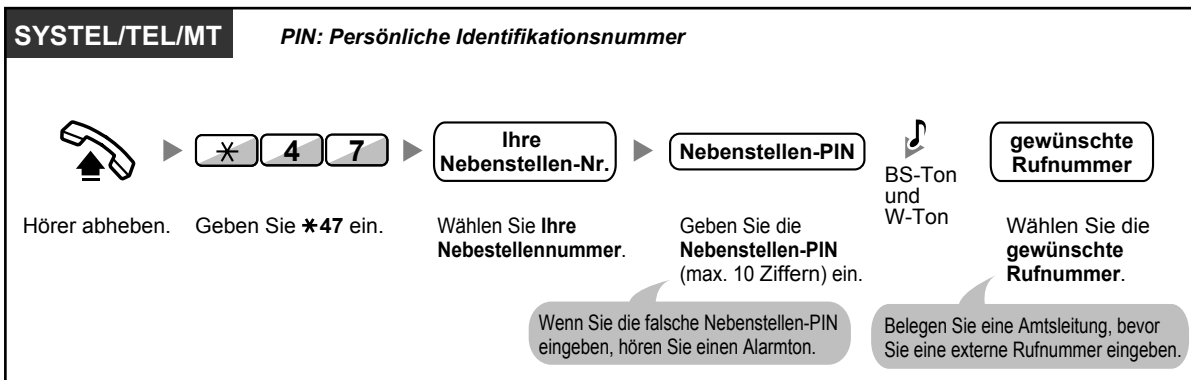 SYSTEL/TEL/MT PIN: Persönliche Identifikationsnummer
✳ 4 7
Ihre
Nebenstellen-Nr.
Nebenstellen-PIN
BS-Ton
und
W-Ton
gewünschte
Rufnummer
Hörer abheben.
Geben Sie ✳47 ein.
Wählen Sie Ihre
Nebestellennummer.
Geben Sie die
Nebenstellen-PIN
(max. 10 Ziffern) ein.
Wählen Sie die
gewünschte
Rufnummer.
Wenn Sie die falsche Nebenstellen-PIN
eingeben, hören Sie einen Alarmton.
Belegen Sie eine Amtsleitung, bevor
Sie eine externe Rufnummer eingeben.